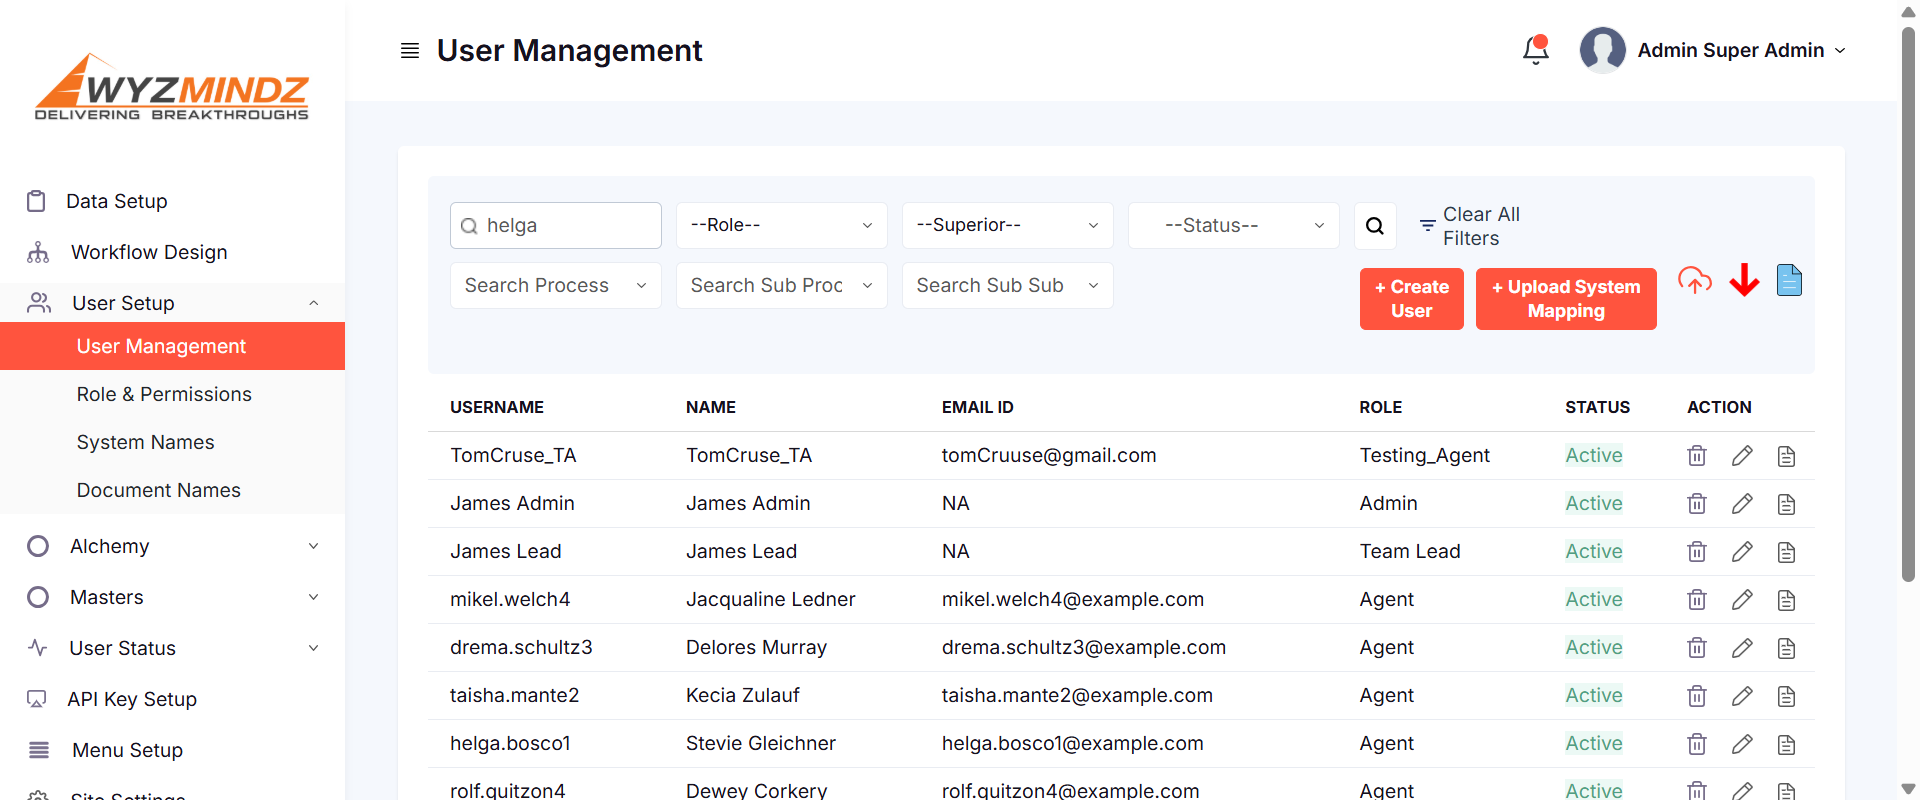 WYZMINDZ
DELIVERING BREAKTHROUGHS
User Management
Admin Super Admin
Data Setup
Workflow Design
User Setup
User Management
Role & Permissions
System Names
Document Names
Alchemy
Masters
User Status
API Key Setup
Menu Setup
Site Settings
helga
--Role--
--Superior--
--Status--
Clear All
Filters
Search Process
Search Sub Proc
Search Sub Sub
+ Create
User
+ Upload System
Mapping
USERNAME NAME EMAIL ID ROLE STATUS ACTION
TomCruse_TA TomCruse_TA tomCruuse@gmail.com Testing_Agent Active
James Admin James Admin NA Admin Active
James Lead James Lead NA Team Lead Active
mikel.welch4 Jacqualine Ledner mikel.welch4@example.com Agent Active
drema.schultz3 Delores Murray drema.schultz3@example.com Agent Active
taisha.mante2 Kecia Zulauf taisha.mante2@example.com Agent Active
helga.bosco1 Stevie Gleichner helga.bosco1@example.com Agent Active
rolf.quitzon4 Dewey Corkery rolf.quitzon4@example.com Agent Active